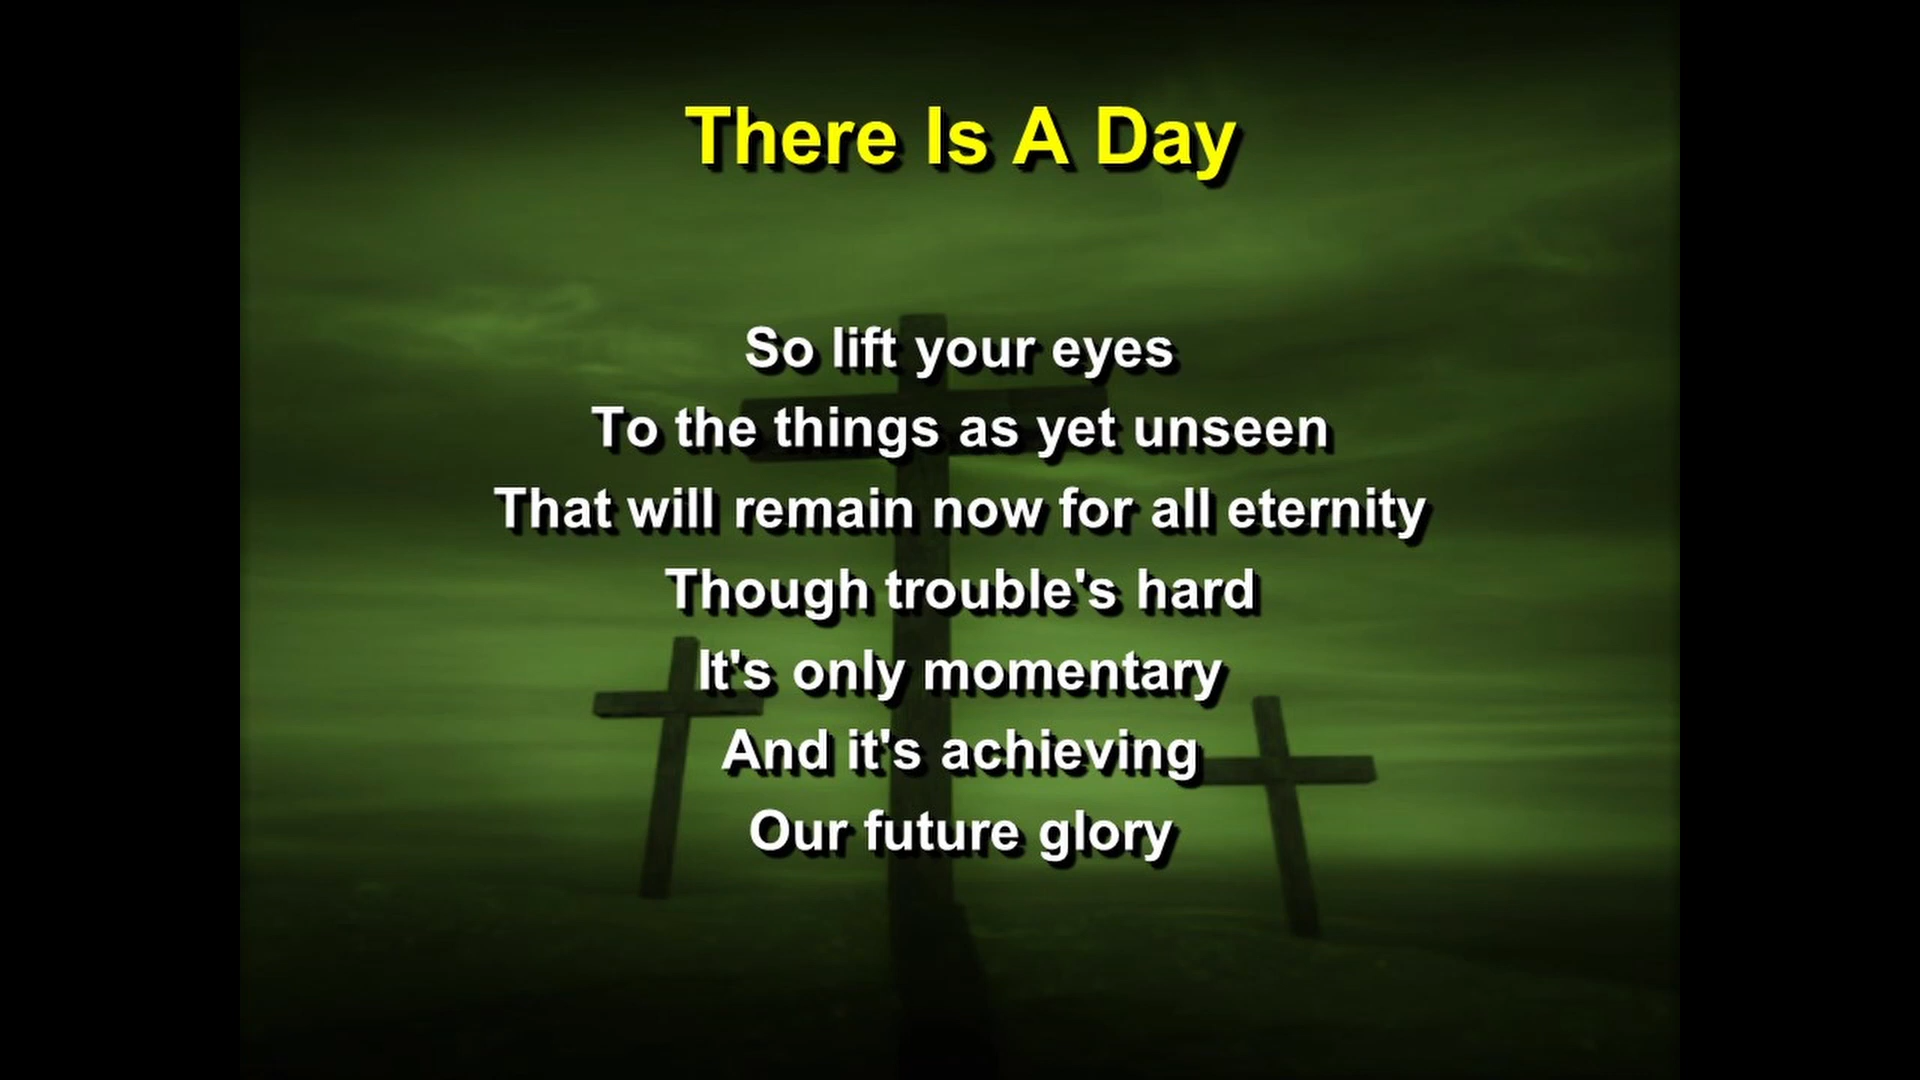 There Is A Day
So lift your eyes
To the things as yet unseen
That will remain now for all eternity
Though trouble's hard
It's only momentary
And it's achieving
Our future glory